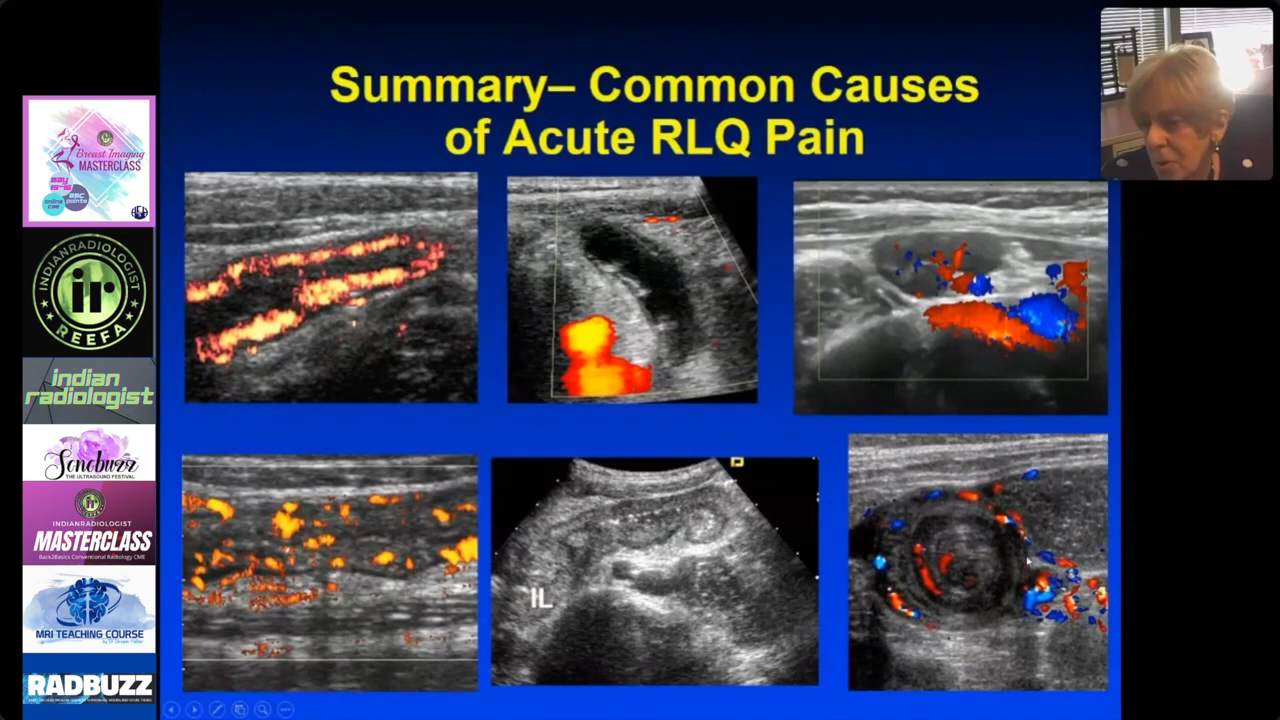 Summary– Common Causes
of Acute RLQ Pain
IL
Breast Imaging
MASTERCLASS
INDIANRADIOLOGIST
ir
REEFA
indian
radiologist
Sonobuzz
THE ULTRASOUND FESTIVAL
INDIANRADIOLOGIST
MASTERCLASS
Back2Basics Conventional Radiology CME
MRI TEACHING COURSE
RADBUZZ